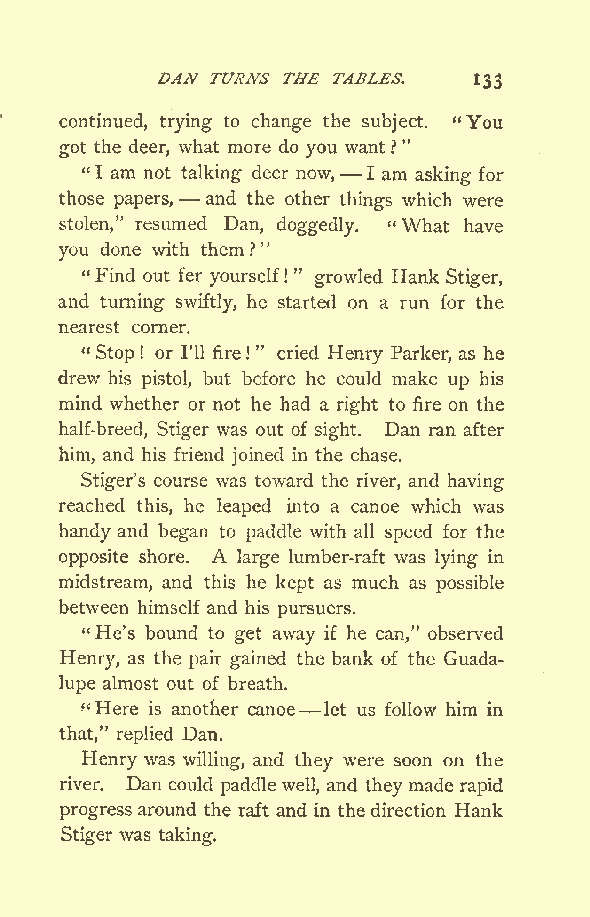 DAN TURNS THE TABLES. 133
continued, trying to change the subject. “You
got the deer, what more do you want?”
“I am not talking deer now,—I am asking for
those papers,—and the other things which were
stolen,” resumed Dan, doggedly. “What have
you done with them?”
“Find out fer yourself!” growled Hank Stiger,
and turning swiftly, he started on a run for the
nearest corner.
“Stop! or I’ll fire!” cried Henry Parker, as he
drew his pistol, but before he could make up his
mind whether or not he had a right to fire on the
half-breed, Stiger was out of sight. Dan ran after
him, and his friend joined in the chase.
Stiger’s course was toward the river, and having
reached this, he leaped into a canoe which was
handy and began to paddle with all speed for the
opposite shore. A large lumber-raft was lying in
midstream, and this he kept as much as possible
between himself and his pursuers.
“He’s bound to get away if he can,” observed
Henry, as the pair gained the bank of the Guada-
lupe almost out of breath.
“Here is another canoe—let us follow him in
that,” replied Dan.
Henry was willing, and they were soon on the
river. Dan could paddle well, and they made rapid
progress around the raft and in the direction Hank
Stiger was taking.